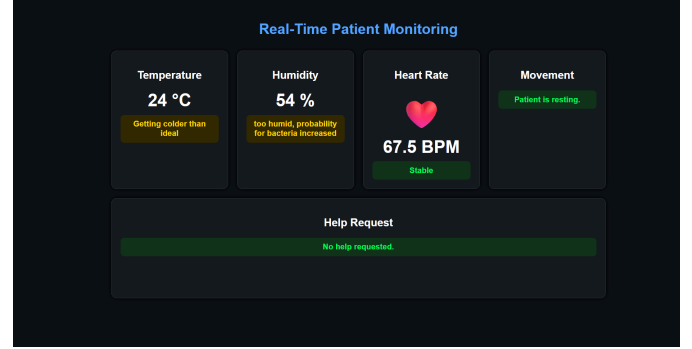 Real-Time Patient Monitoring
Temperature
24 °C
Getting colder than
ideal
Humidity
54 %
too humid, probability
for bacteria increased
Heart Rate
67.5 BPM
Stable
Movement
Patient is resting.
Help Request
No help requested.